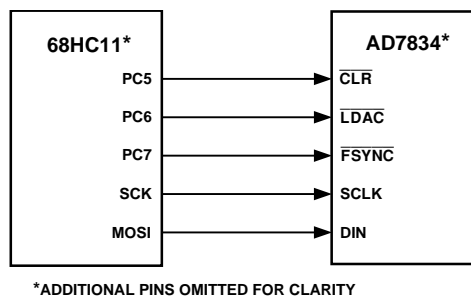 68HC11*
AD7834*
PC5
CLR
PC6
LDAC
PC7
FSYNC
SCK
SCLK
MOSI
DIN
*ADDITIONAL PINS OMITTED FOR CLARITY